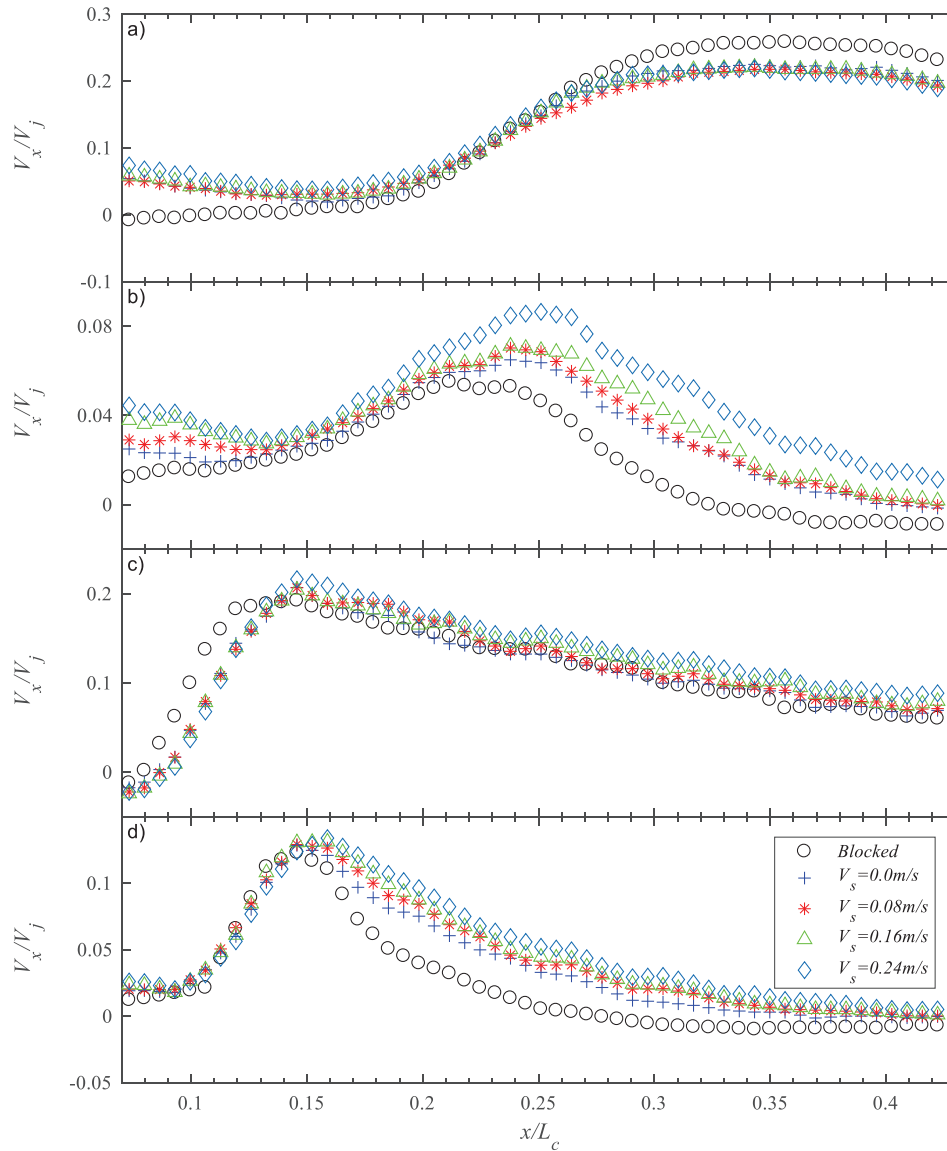 a)
0.3
0.2
0.1
0
-0.1
V_x/V_j
b)
0.08
0.04
0
V_x/V_j
c)
0.2
0.1
0
V_x/V_j
d)
0.1
0.05
0
-0.05
V_x/V_j
Blocked
V_s=0.0m/s
V_s=0.08m/s
V_s=0.16m/s
V_s=0.24m/s
0.1 0.15 0.2 0.25 0.3 0.35 0.4
x/L_c